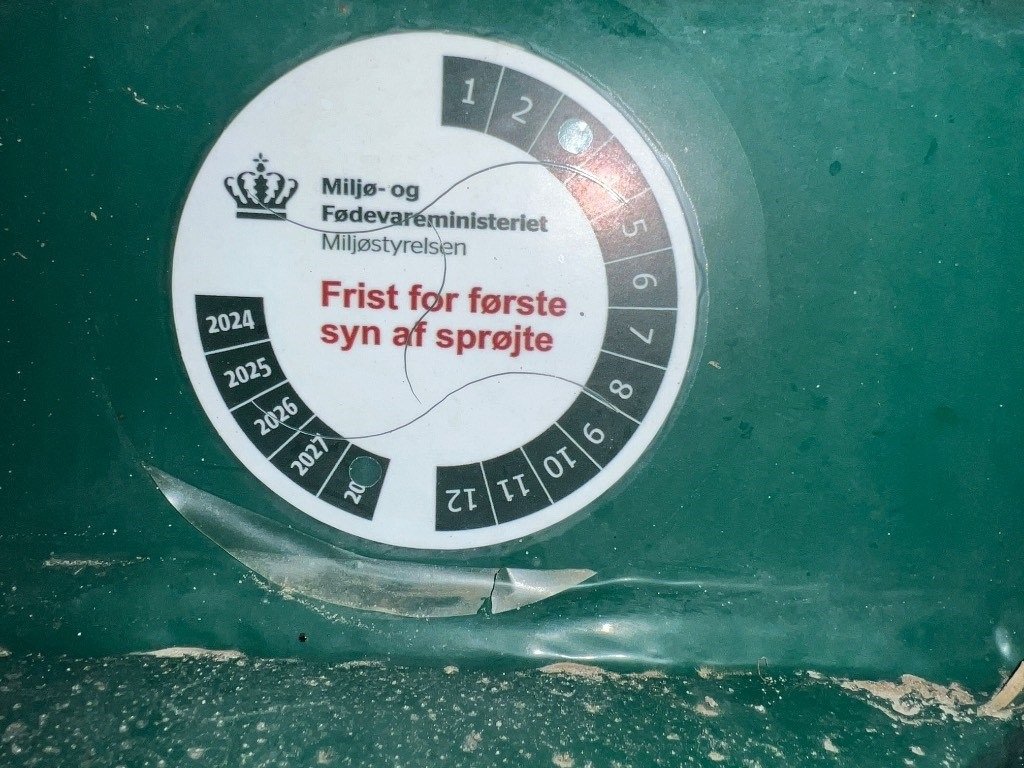 Miljø- og
Fødevareministeriet
Miljøstyrelsen
Frist for første
syn af sprøjte
1
2
5
6
7
8
9
10
11
12
2024
2025
2026
2027